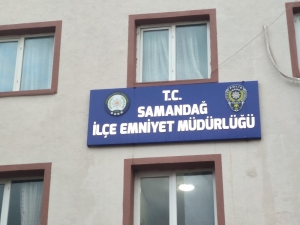 T.C.
SAMANDAĞ
İLÇE EMNİYET MÜDÜRLÜĞÜ